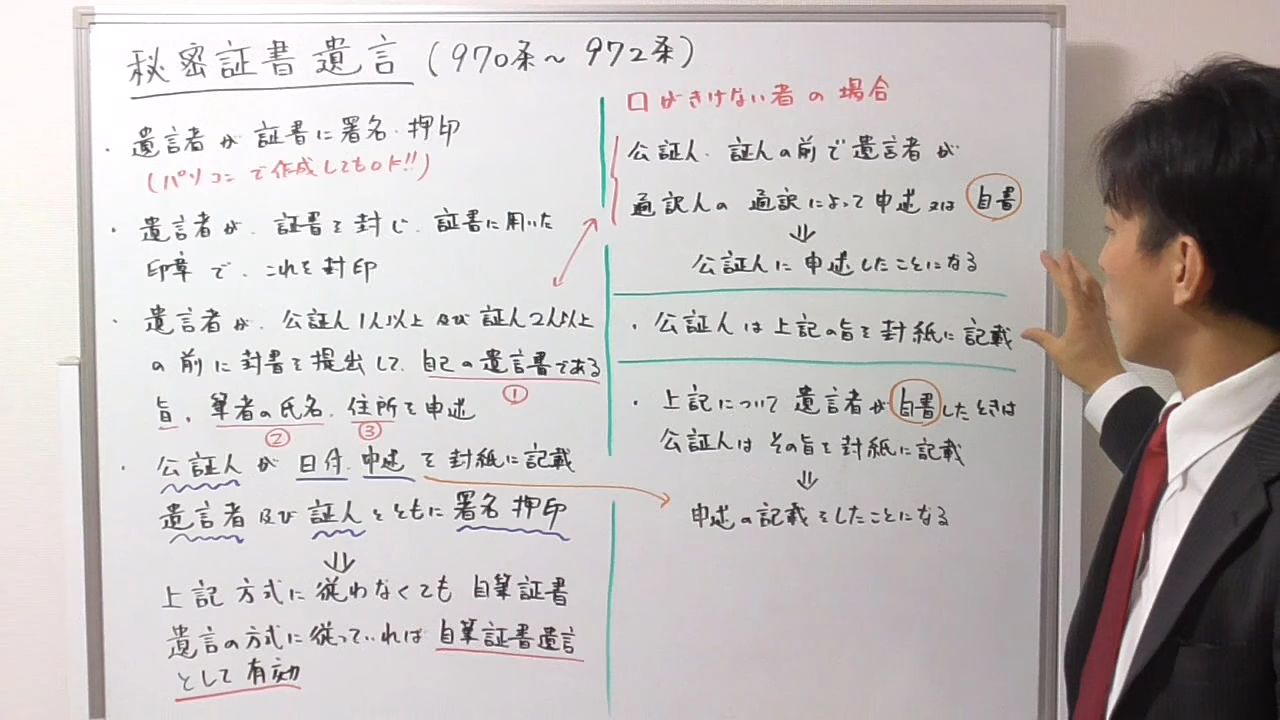 秘密証書遺言(970条～972条)
・遺言者が証書に署名・押印
(パソコンで作成してもOK!!)
・遺言者が、証書を封じ、証書に用いた
印章で、これを封印
・遺言者が、公証人1人以上及び証人2人以上
の前に封書を提出して、自己の遺言書である
①
旨、筆者の氏名、住所を申述
② ③
・公証人が日付、申述を封紙に記載
遺言者及び証人とともに署名押印
⇓
上記方式に従わなくても自筆証書
遺言の方式に従っていれば自筆証書遺言
として有効
口がきけない者の場合
公証人、証人の前で遺言者が
通訳人の通訳によって申述又は自書
⇓
公証人に申述したことになる
・公証人は上記の旨を封紙に記載
・上記について遺言者が自書したときは
公証人はその旨を封紙に記載
⇓
申述の記載をしたことになる